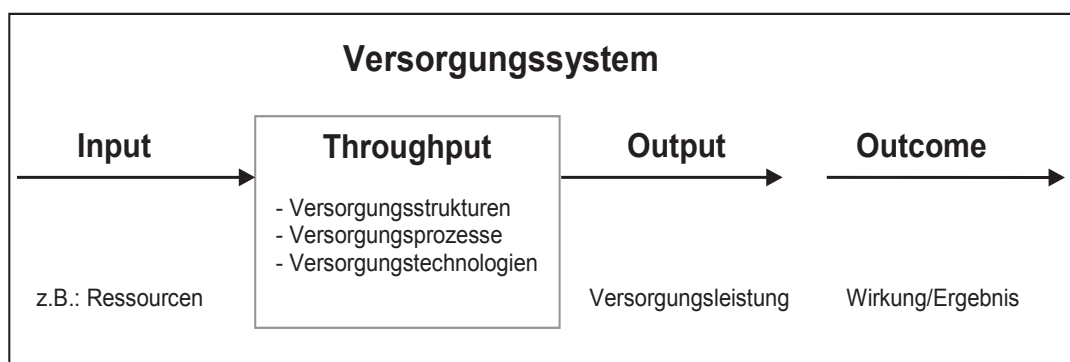 Versorgungssystem
Input
Throughput
Output
Outcome
- Versorgungsstrukturen
- Versorgungsprozesse
- Versorgungstechnologien
z.B.: Ressourcen
Versorgungsleistung
Wirkung/Ergebnis